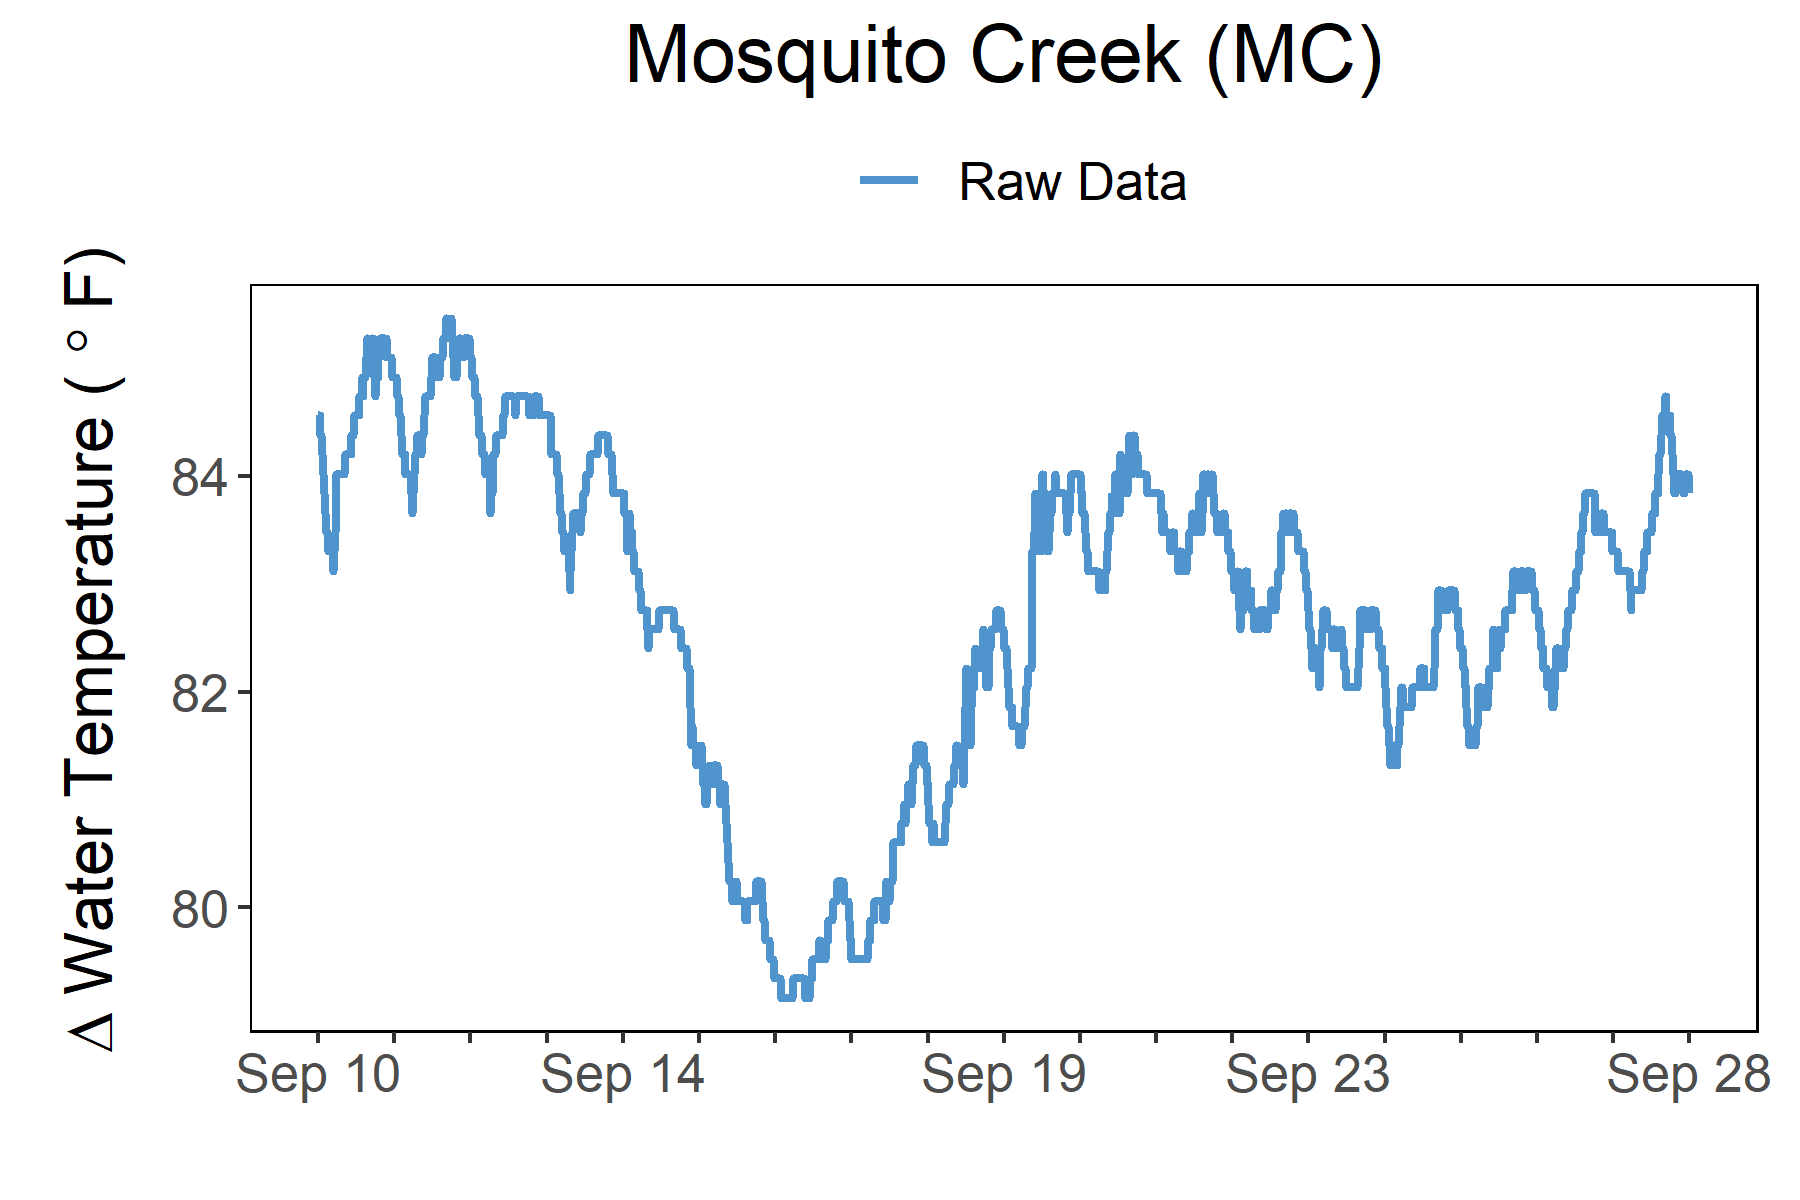 Mosquito Creek (MC)
Raw Data
Δ Water Temperature ( ° F)
84
82
80
Sep 10 Sep 14 Sep 19 Sep 23 Sep 28